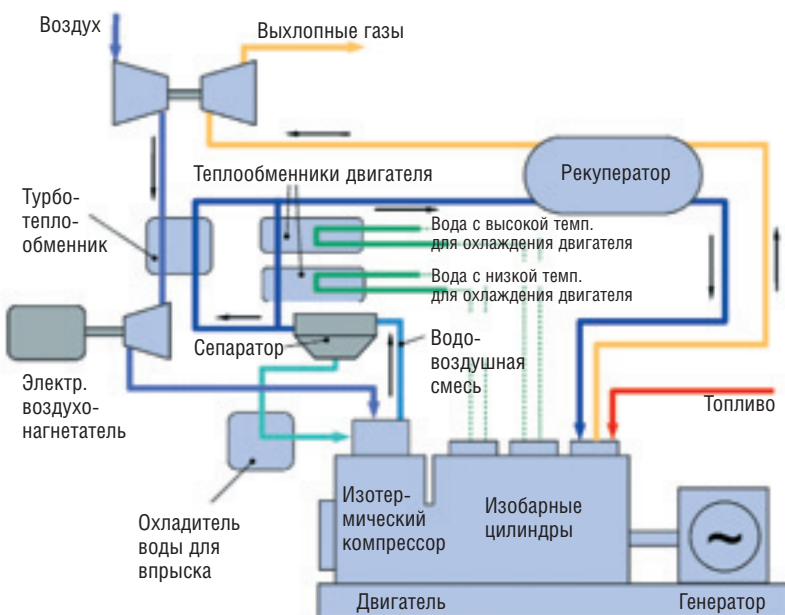 Воздух
Выхлопные газы
Теплообменники двигателя
Рекуператор
Турбо-
тепло-
обменник
Вода с высокой темп.
для охлаждения двигателя
Вода с низкой темп.
для охлаждения двигателя
Сепаратор
Водо-
воздушная
смесь
Электр.
воздухо-
нагнетатель
Топливо
Охладитель
воды для
впрыска
Изотер-
мический
компрессор
Изобарные
цилиндры
~
Двигатель
Генератор